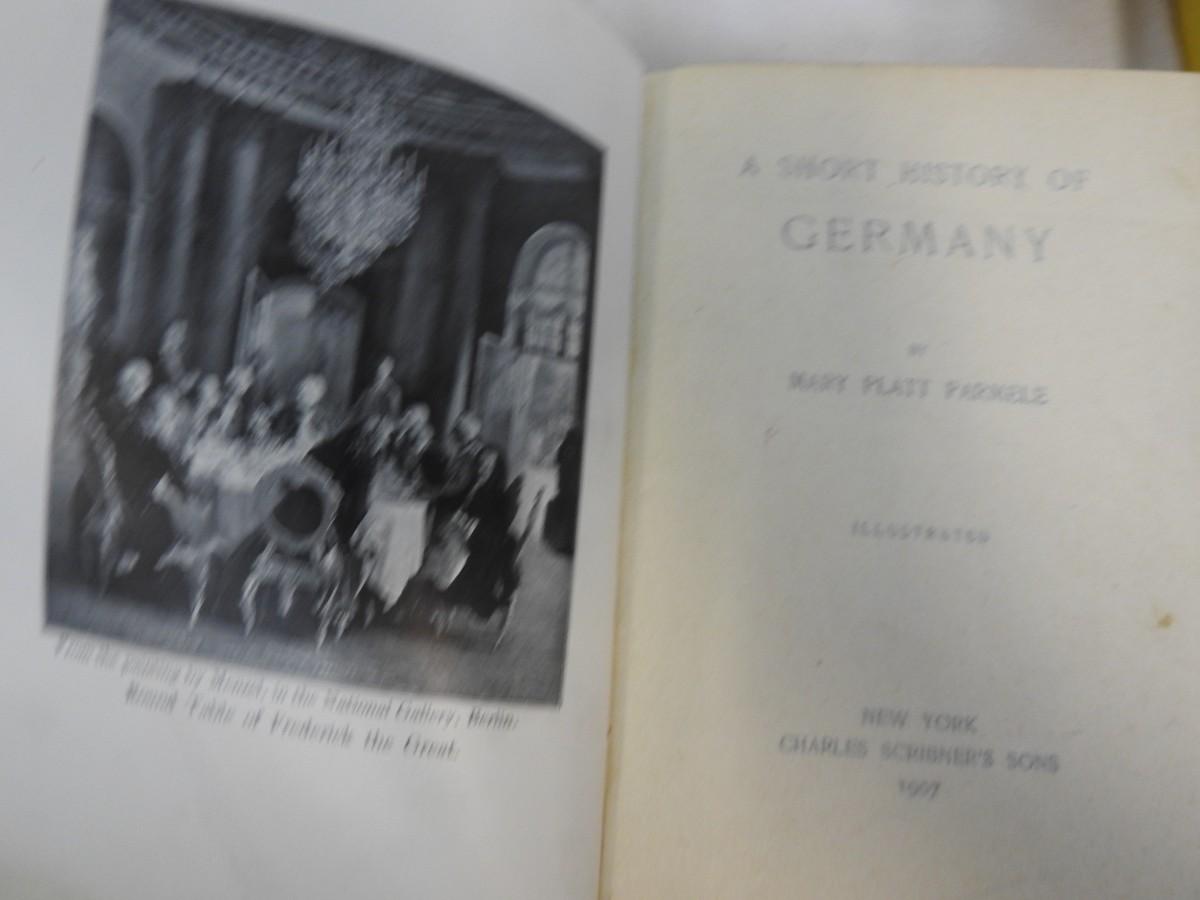 From the painting by Menzel, in the National Gallery, Berlin.
Round Table of Frederick the Great.
A SHORT HISTORY OF
GERMANY
BY
MARY PLATT PARMELE
ILLUSTRATED
NEW YORK
CHARLES SCRIBNER'S SONS
1907